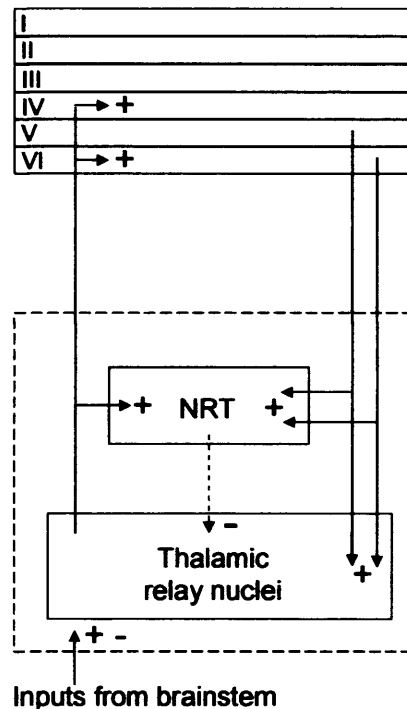 I
II
III
IV +
V
VI +
+ NRT +
-
Thalamic +
relay nuclei
+ -
Inputs from brainstem